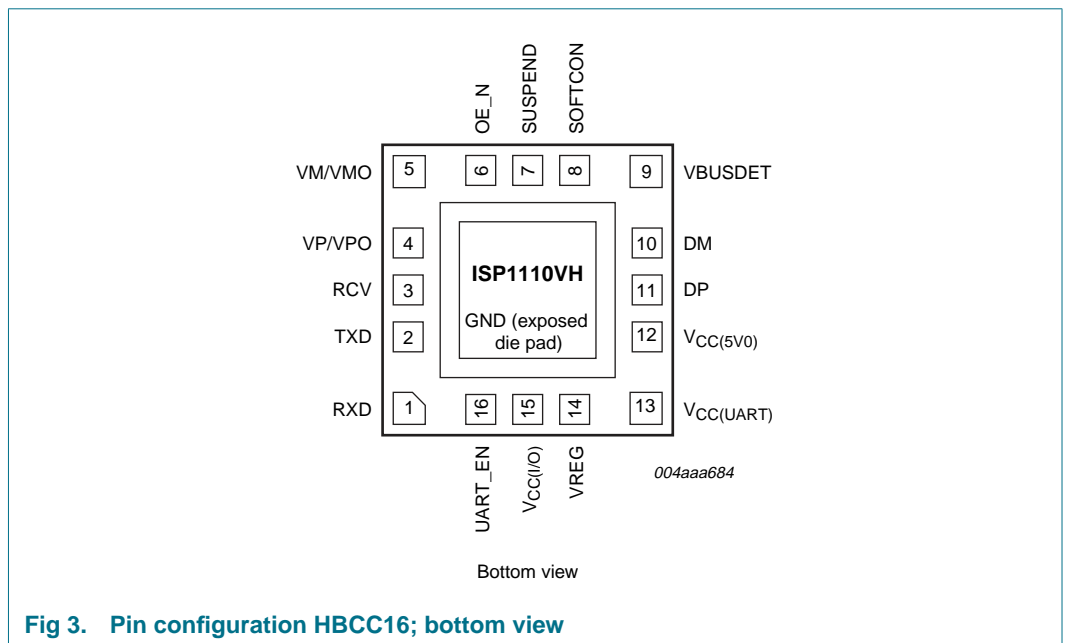 OE_N
SUSPEND
SOFTCON
VM/VMO
5
6
7
8
9
VBUSDET
VP/VPO
4
10
DM
ISP1110VH
RCV
3
11
DP
GND (exposed
die pad)
TXD
2
12
VCC(5V0)
RXD
1
16
15
14
13
VCC(UART)
UART_EN
VCC(I/O)
VREG
004aaa684
Bottom view
Fig 3. Pin configuration HBCC16; bottom view